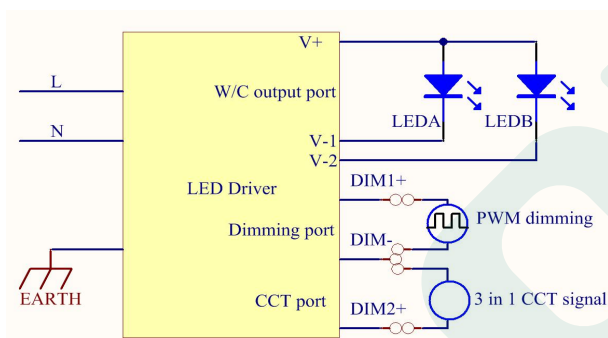 V+
L
W/C output port
LEDA
LEDB
N
V-1
V-2
DIM1+
LED Driver
PWM dimming
Dimming port
DIM-
EARTH
CCT port
3 in 1 CCT signal
DIM2+